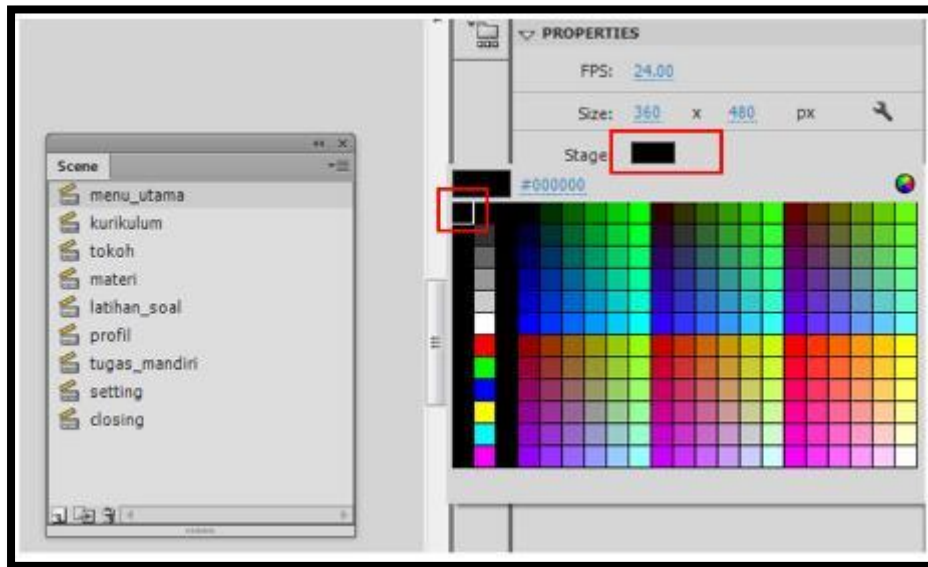 PROPERTIES
FPS: 24.00
Size: 360 x 480 px
Stage
#000000
Scene
menu_utama
kurikulum
tokoh
materi
latihan_soal
profil
tugas_mandiri
setting
closing